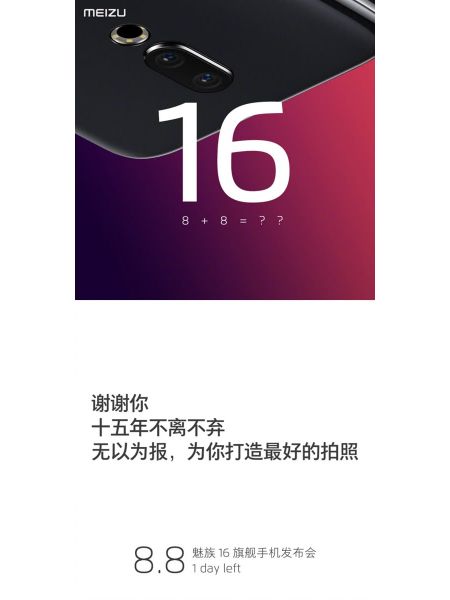 MEIZU
16
8 + 8 = ? ?
谢谢你
十五年不离不弃
无以为报，为你打造最好的拍照
8.8
魅族 16 旗舰手机发布会
1 day left